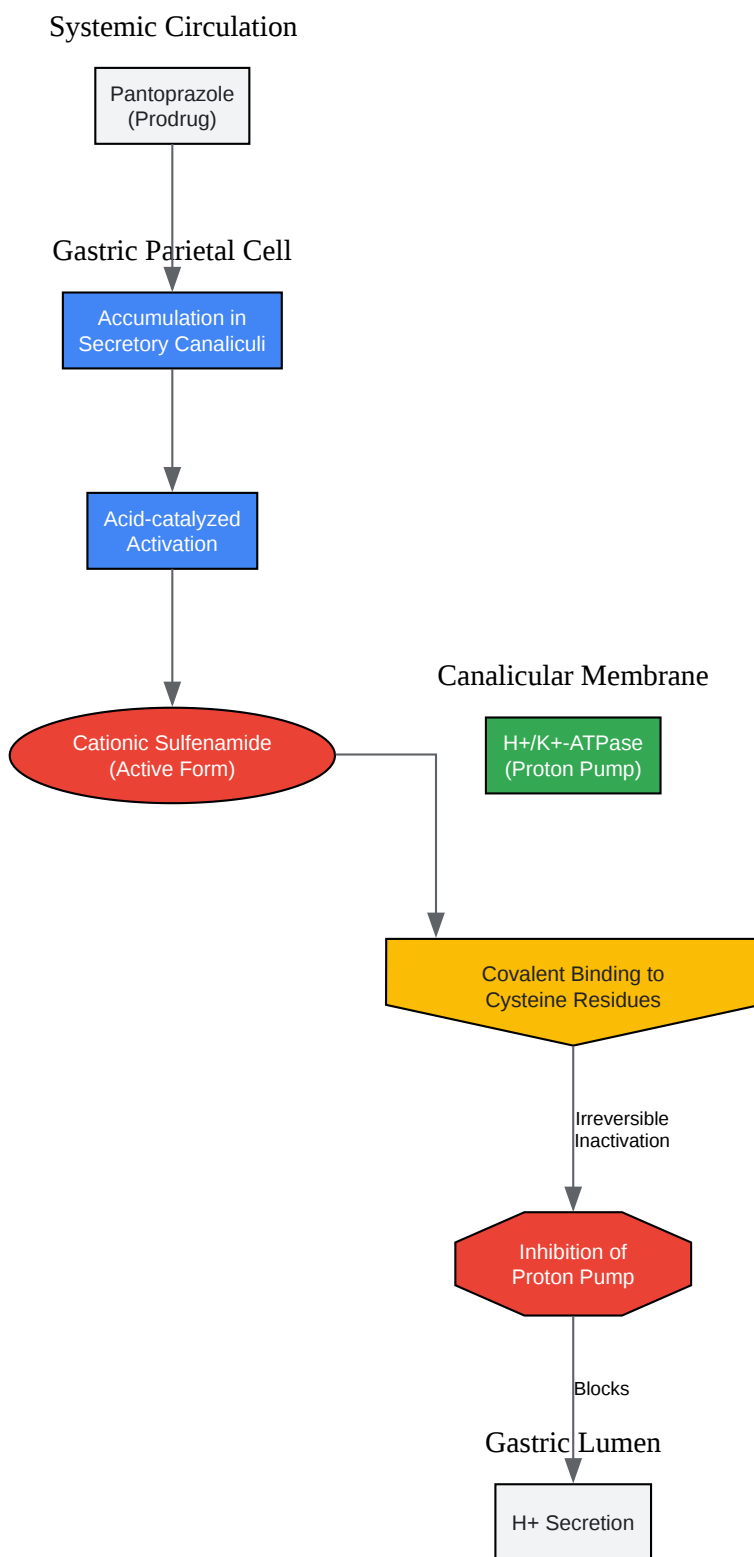 Systemic Circulation
Pantoprazole
(Prodrug)
Gastric Parietal Cell
Accumulation in
Secretory Canaliculi
Acid-catalyzed
Activation
Cationic Sulfenamide
(Active Form)
Canalicular Membrane
H+/K+-ATPase
(Proton Pump)
Covalent Binding to
Cysteine Residues
Irreversible
Inactivation
Inhibition of
Proton Pump
Blocks
Gastric Lumen
H+ Secretion